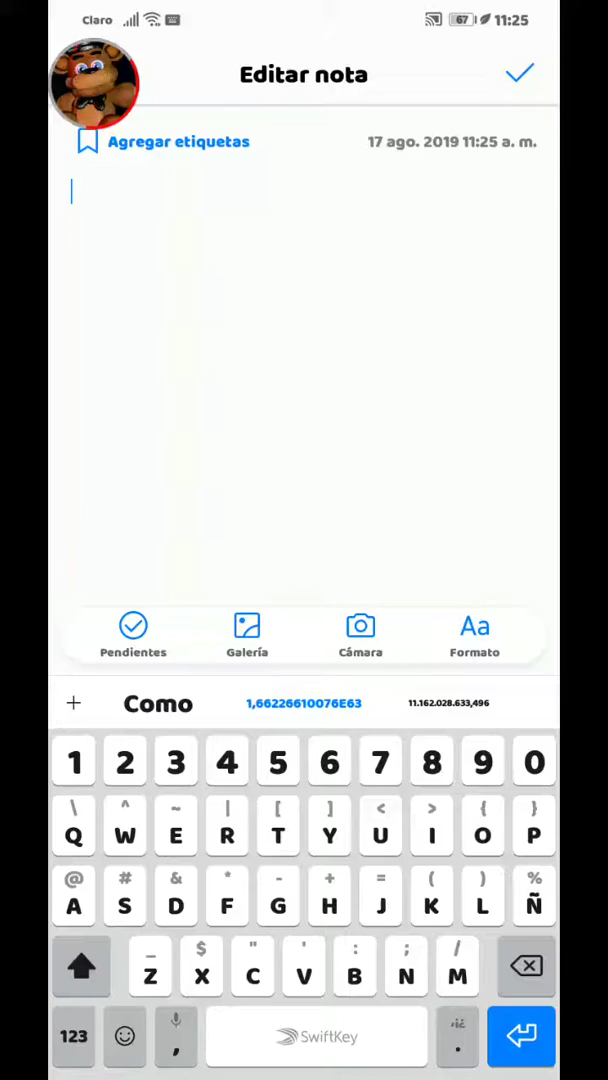 Claro 67 11:25
Editar nota
Agregar etiquetas 17 ago. 2019 11:25 a. m.
Pendientes Galería Cámara Aa Formato
+ Como 1,66226610076E63 11.162.028.633,496
1 2 3 4 5 6 7 8 9 0
\ ^ ~ | [ ] < > { }
Q W E R T Y U I O P
@ # & * - + = ( ) %
A S D F G H J K L Ñ
_ $ " ' : ; /
Z X C V B N M
123 , SwiftKey .